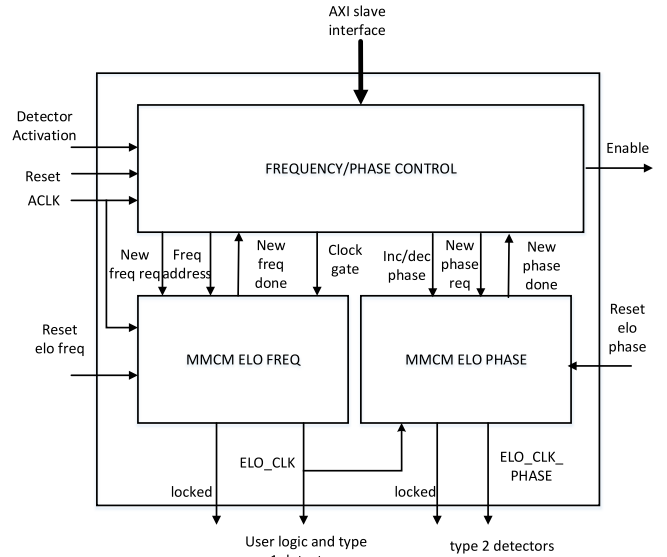 AXI slave
interface
Detector
Activation
Reset
ACLK
FREQUENCY/PHASE CONTROL
Enable
New
freq req
Freq
address
New
freq
done
Clock
gate
Inc/dec
phase
New
phase
req
New
phase
done
Reset
elo freq
MMCM ELO FREQ
MMCM ELO PHASE
Reset
elo
phase
ELO_CLK
ELO_CLK_
PHASE
locked
locked
User logic and type
type 2 detectors